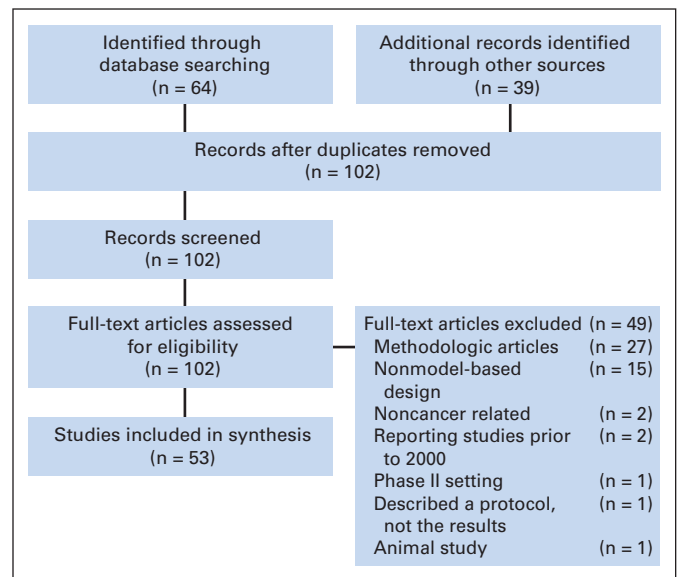 Identified through
database searching
(n = 64)
Additional records identified
through other sources
(n = 39)
Records after duplicates removed
(n = 102)
Records screened
(n = 102)
Full-text articles assessed
for eligibility
(n = 102)
Full-text articles excluded (n = 49)
Methodologic articles (n = 27)
Nonmodel-based (n = 15)
design
Noncancer related (n = 2)
Reporting studies prior (n = 2)
to 2000
Phase II setting (n = 1)
Described a protocol, (n = 1)
not the results
Animal study (n = 1)
Studies included in synthesis
(n = 53)